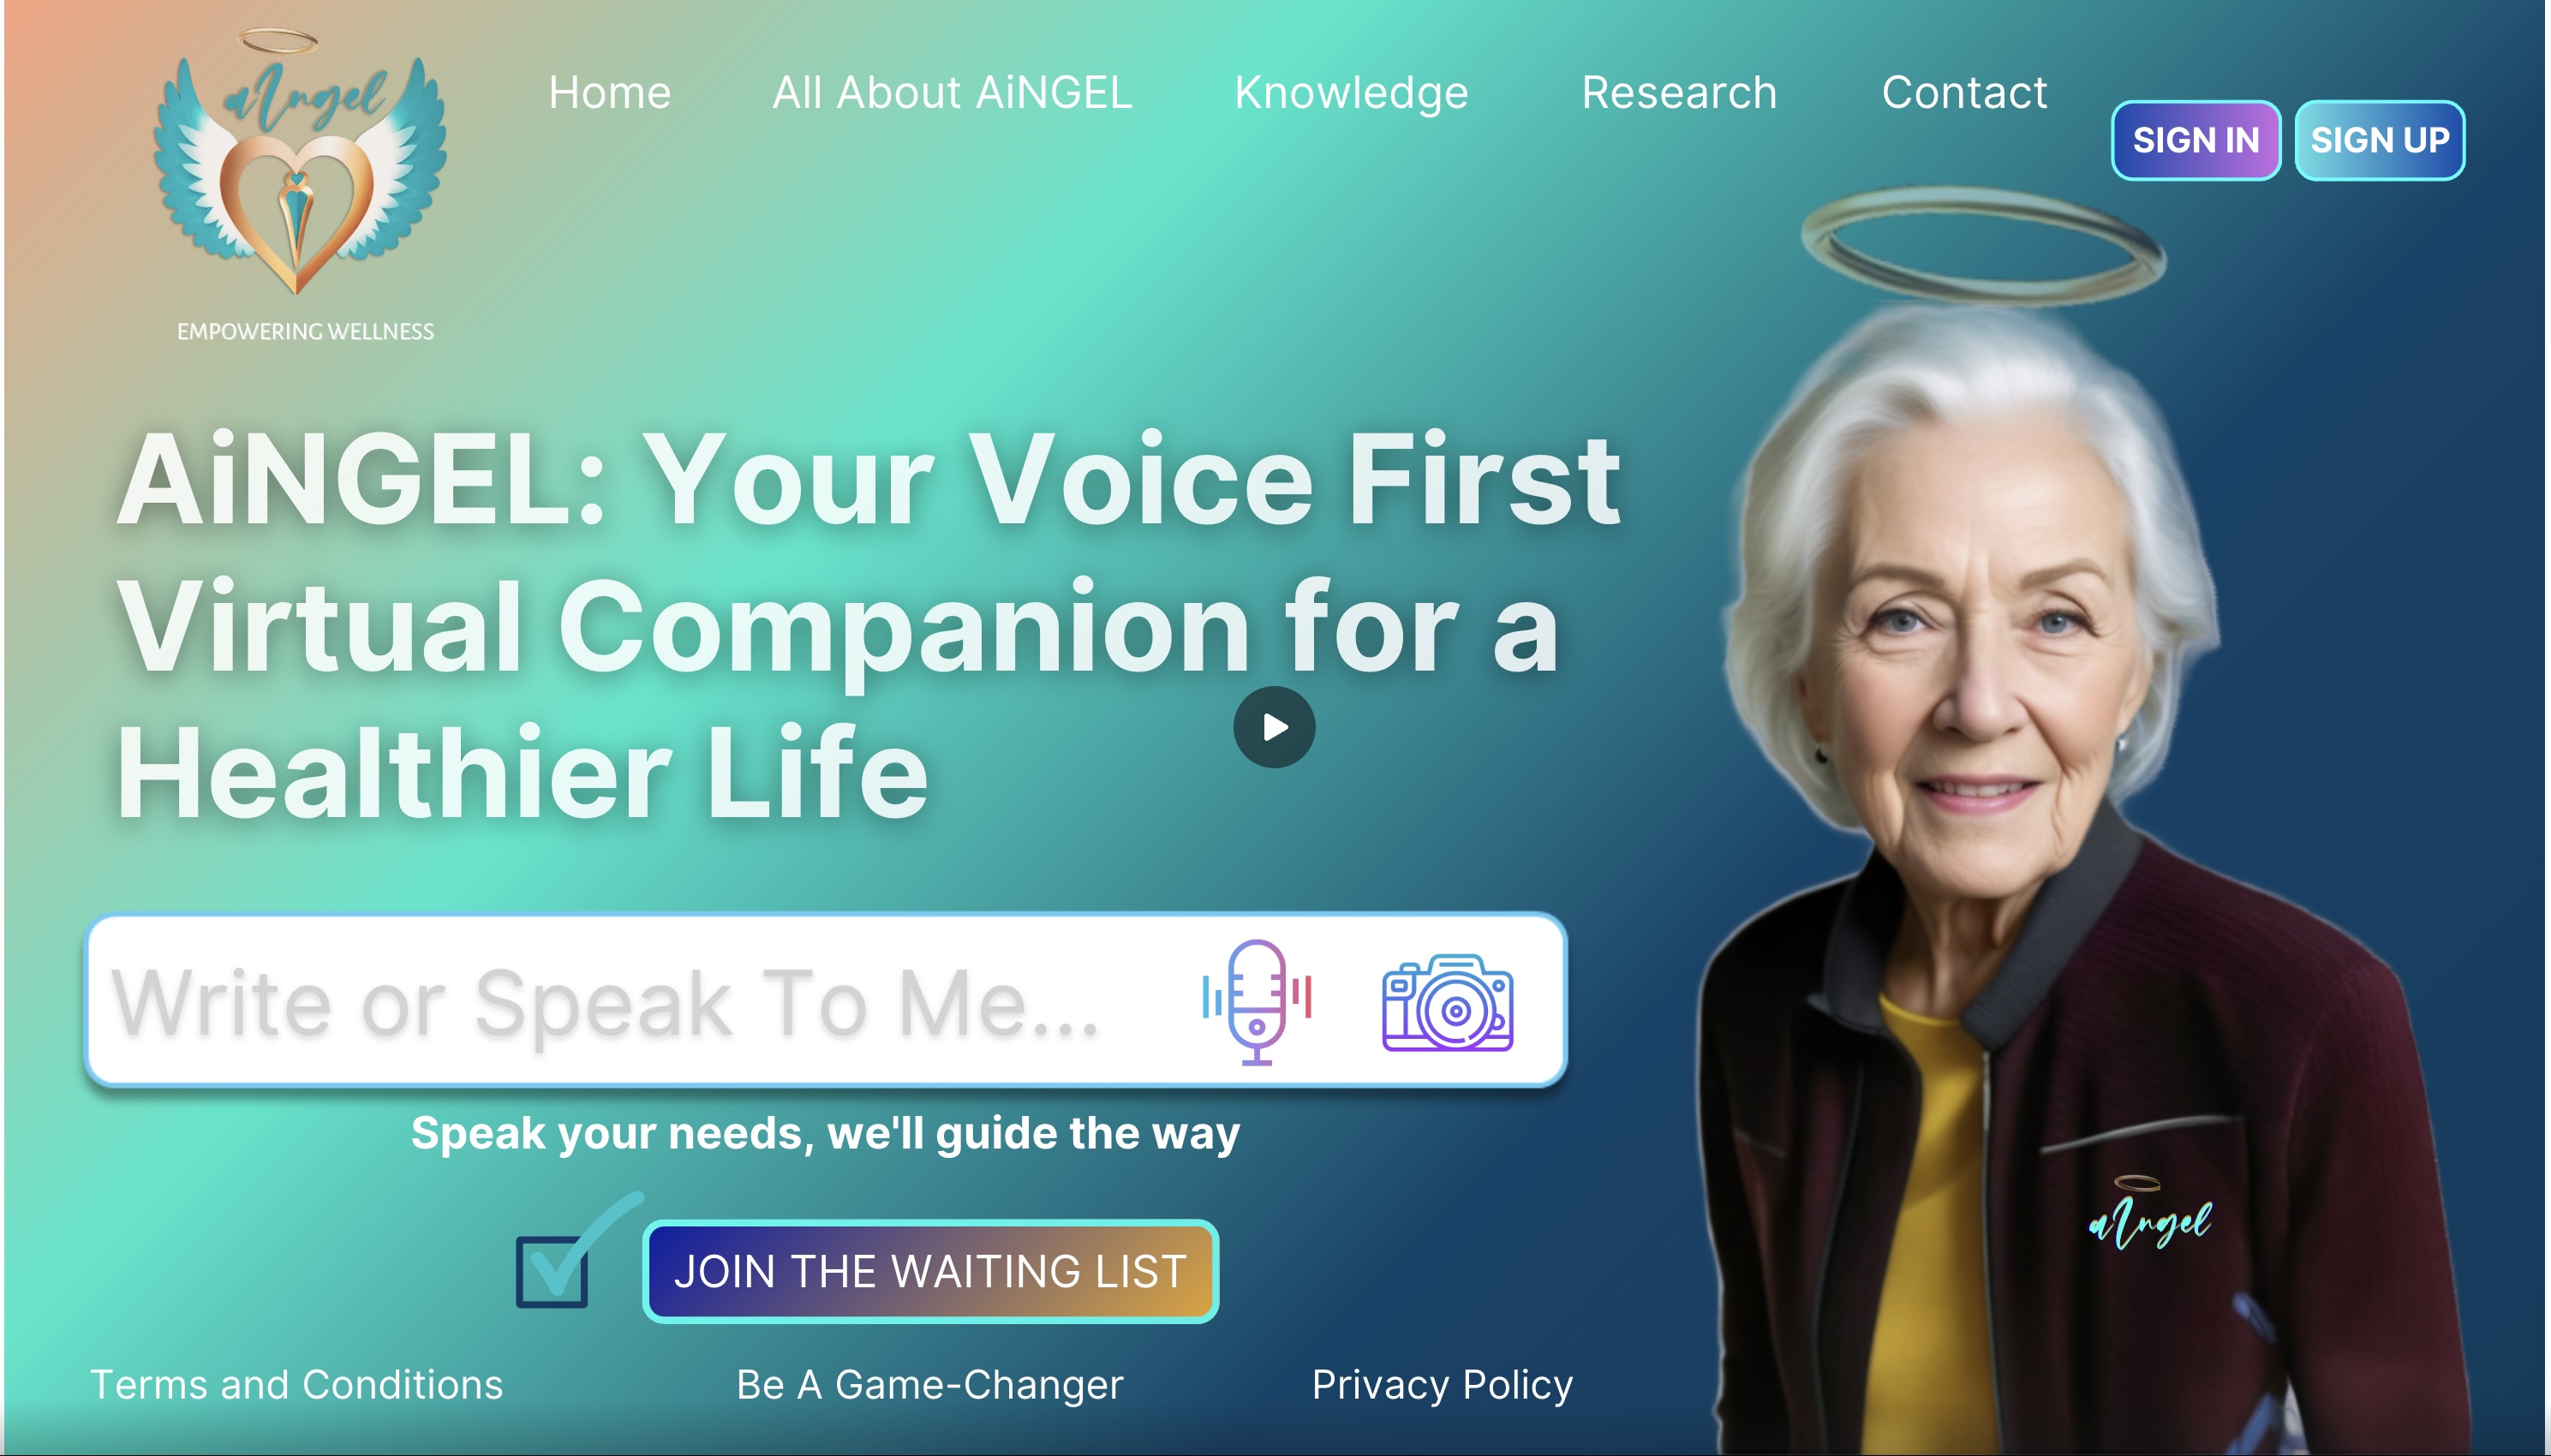 aingel
EMPOWERING WELLNESS
Home All About AiNGEL Knowledge Research Contact
SIGN IN SIGN UP
AiNGEL: Your Voice First
Virtual Companion for a
Healthier Life
Write or Speak To Me...
Speak your needs, we'll guide the way
aingel
JOIN THE WAITING LIST
Terms and Conditions Be A Game-Changer Privacy Policy